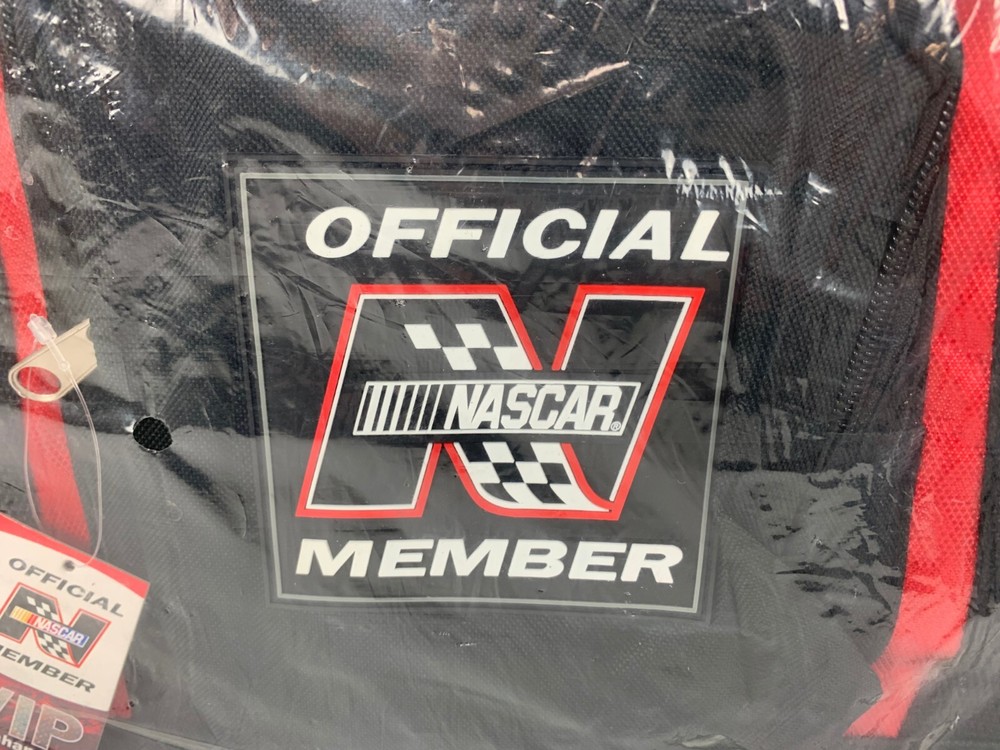 OFFICIAL
NASCAR®
MEMBER
OFFICIAL
NASCAR
MEMBER
VIP